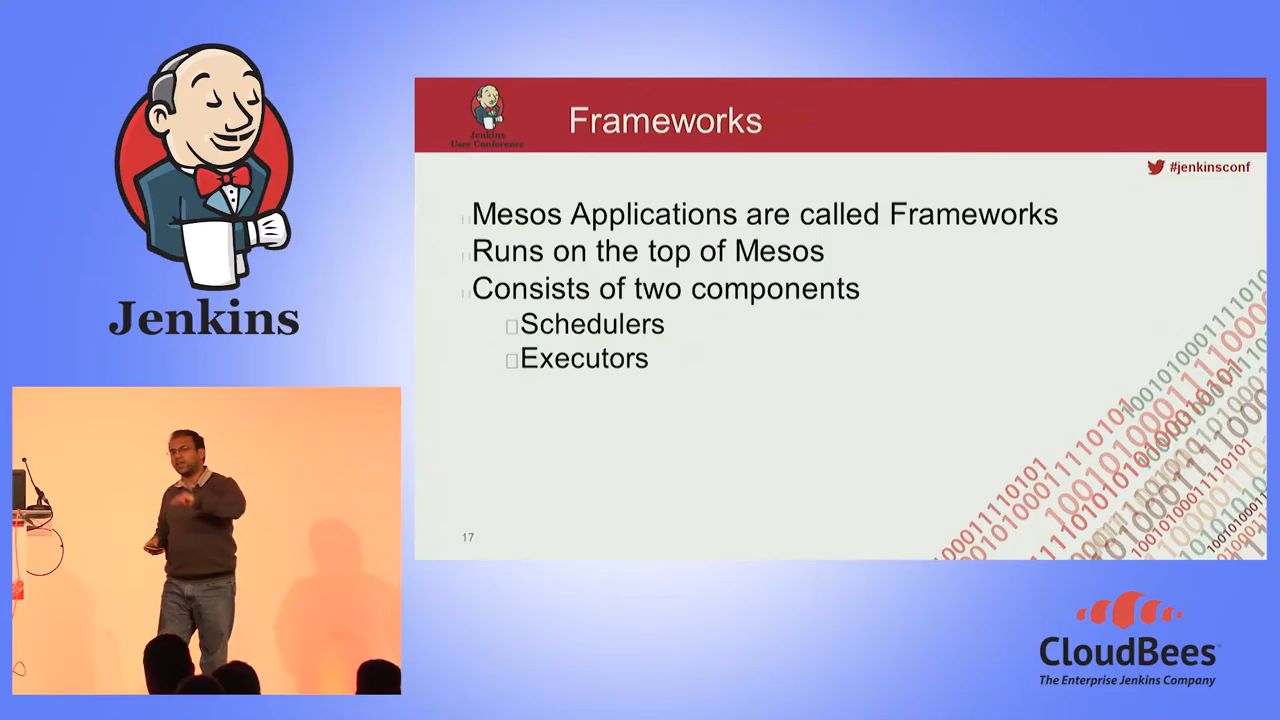 Jenkins
Jenkins
User Conference
Frameworks
#jenkinsconf
Mesos Applications are called Frameworks
Runs on the top of Mesos
Consists of two components
Schedulers
Executors
17
CloudBees
The Enterprise Jenkins Company